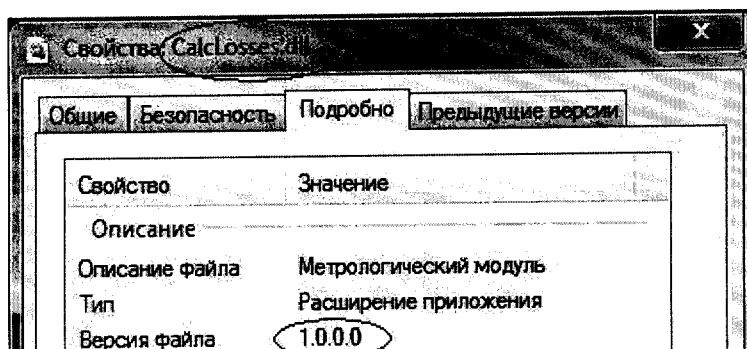 Свойства: CalcLosses.dll
Общие Безопасность Подробно Предыдущие версии
Свойство Значение
Описание
Описание файла Метрологический модуль
Тип Расширение приложения
Версия файла 1.0.0.0